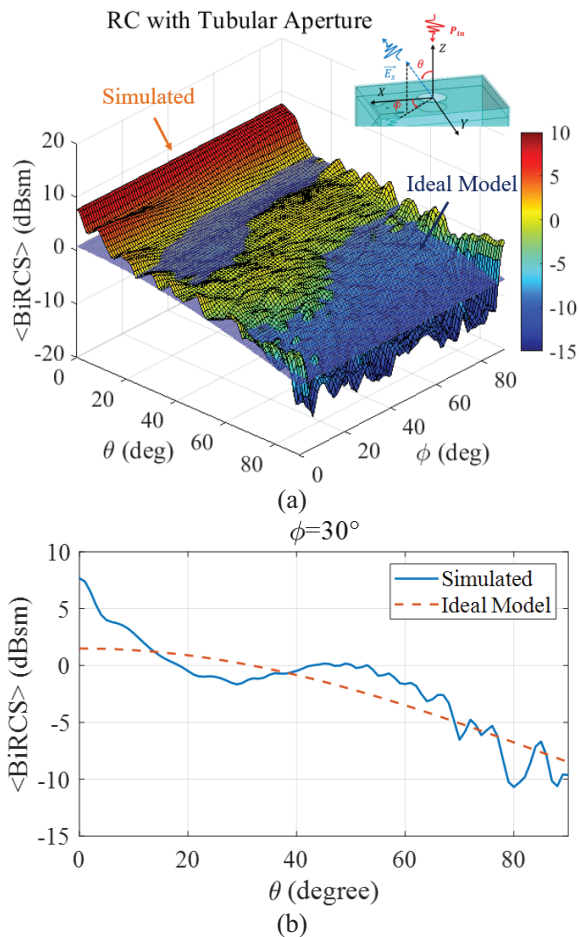 RC with Tubular Aperture
P_in
Z
θ
E_s
X
ϕ
Y
Simulated
Ideal Model
<BiRCS> (dBsm)
20
10
0
-10
-20
0
20
40
60
80
θ (deg)
0
20
40
60
80
ϕ (deg)
10
5
0
-5
-10
-15
(a)
ϕ=30°
<BiRCS> (dBsm)
10
5
0
-5
-10
-15
Simulated
Ideal Model
0
20
40
60
80
θ (degree)
(b)